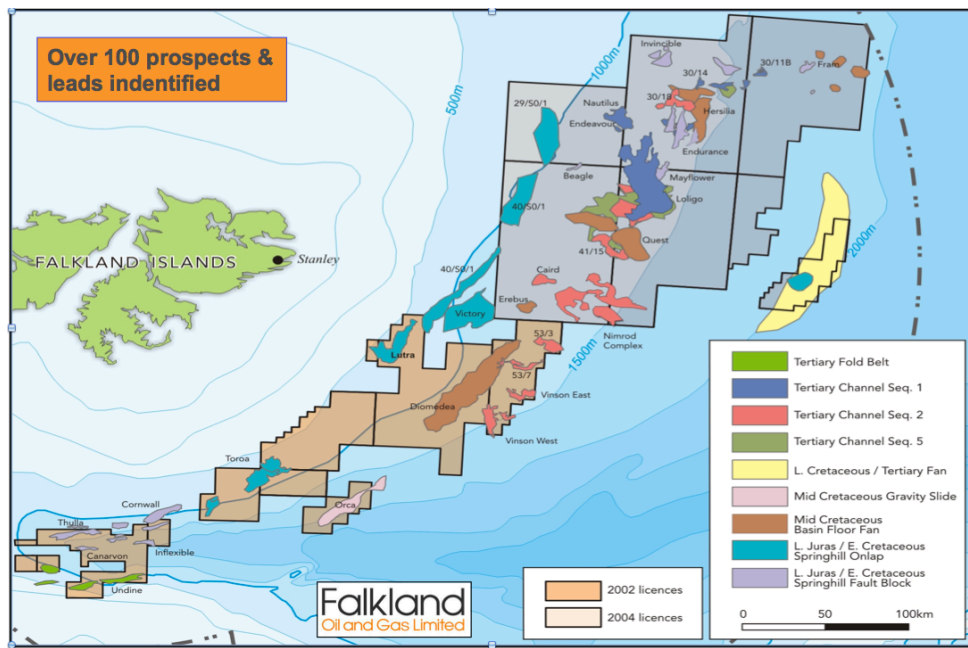 Over 100 prospects &
leads indentified
500m
1000m
Invincible
30/14
30/11B
Fram
29/S0/1
Nautilus
30/18
Hersilia
Endeavour
Endurance
Beagle
Mayflower
Loligo
40/S0/1
2000m
FALKLAND ISLANDS
Stanley
Quest
41/15
40/S0/1
Caird
Erebus
Victory
Nimrod
Complex
1500m
Lutra
53/3
53/7
Diomedea
Vinson East
Vinson West
Toroa
Orca
Cornwall
Thulla
Canarvon
Inflexible
Undine
Tertiary Fold Belt
Tertiary Channel Seq. 1
Tertiary Channel Seq. 2
Tertiary Channel Seq. 5
L. Cretaceous / Tertiary Fan
Mid Cretaceous Gravity Slide
Mid Cretaceous
Basin Floor Fan
L. Juras / E. Cretaceous
Springhill Onlap
L. Juras / E. Cretaceous
Springhill Fault Block
0 50 100km
2002 licences
2004 licences
Falkland
Oil and Gas Limited